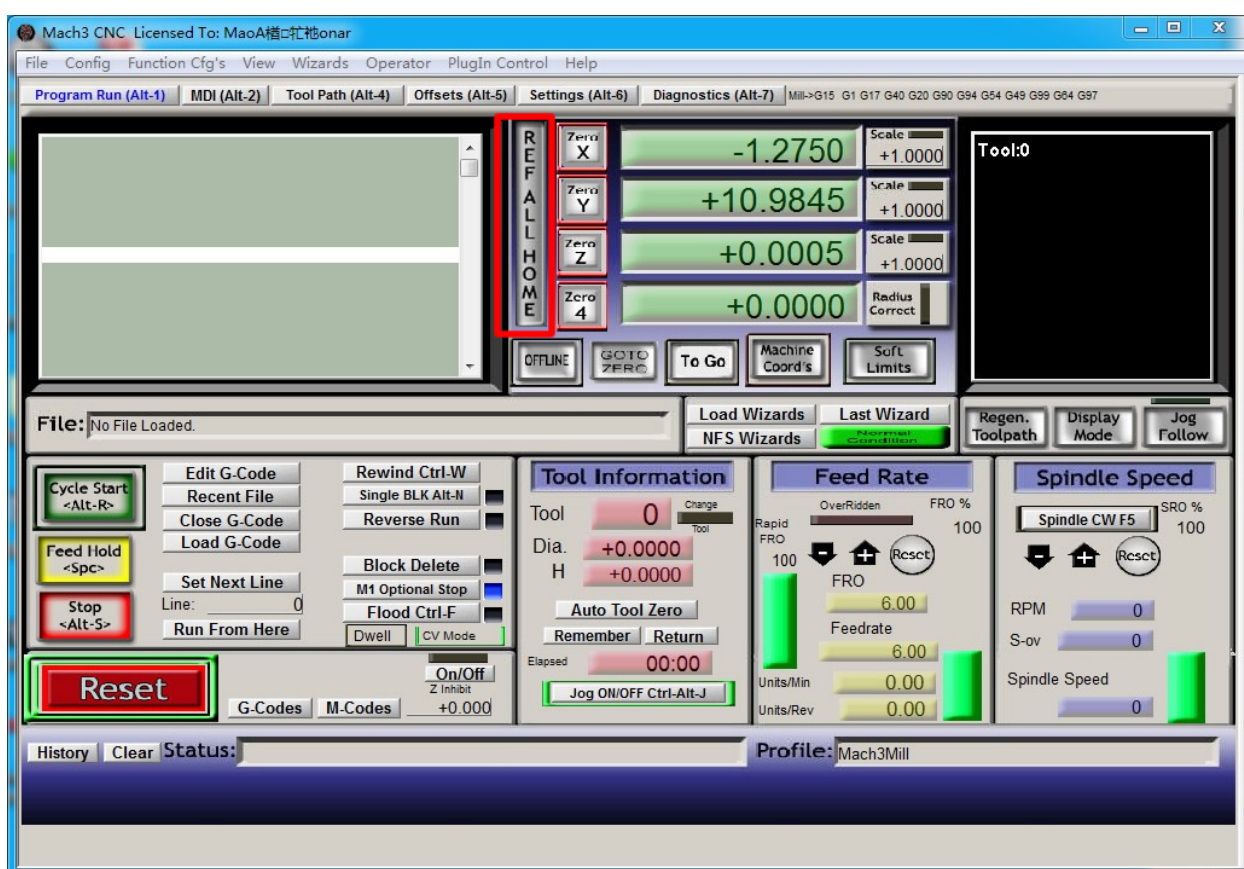 Mach3 CNC Licensed To: MaoA楢□牤祂onar
File Config Function Cfg's View Wizards Operator PlugIn Control Help
Program Run (Alt-1) MDI (Alt-2) Tool Path (Alt-4) Offsets (Alt-5) Settings (Alt-6) Diagnostics (Alt-7) Mill->G15 G1 G17 G40 G20 G90 G94 G54 G49 G99 G64 G97
REF ALL HOME
Zero X
-1.2750
Scale
+1.0000
Zero Y
+10.9845
Scale
+1.0000
Zero Z
+0.0005
Scale
+1.0000
Zero 4
+0.0000
Radius
Correct
OFFLINE
GOTO
ZERO
To Go
Machine
Coord's
Soft
Limits
Tool:0
File: No File Loaded.
Load Wizards Last Wizard
NFS Wizards Normal
Condition
Regen.
Toolpath
Display
Mode
Jog
Follow
Cycle Start
<Alt-R>
Feed Hold
<Spc>
Stop
<Alt-S>
Edit G-Code
Recent File
Close G-Code
Load G-Code
Set Next Line
Line: 0
Run From Here
Rewind Ctrl-W
Single BLK Alt-N
Reverse Run
Block Delete
M1 Optional Stop
Flood Ctrl-F
Dwell CV Mode
Reset
G-Codes M-Codes
On/Off
Z Inhibit
+0.000
Tool Information
Tool 0 Change
Tool
Dia. +0.0000
H +0.0000
Auto Tool Zero
Remember Return
Elapsed 00:00
Jog ON/OFF Ctrl-Alt-J
Feed Rate
OverRidden FRO %
100
Rapid
FRO
100
Reset
FRO
6.00
Feedrate
6.00
Units/Min 0.00
Units/Rev 0.00
Spindle Speed
Spindle CW F5
SRO %
100
Reset
RPM 0
S-ov 0
Spindle Speed
0
History Clear Status:
Profile: Mach3Mill